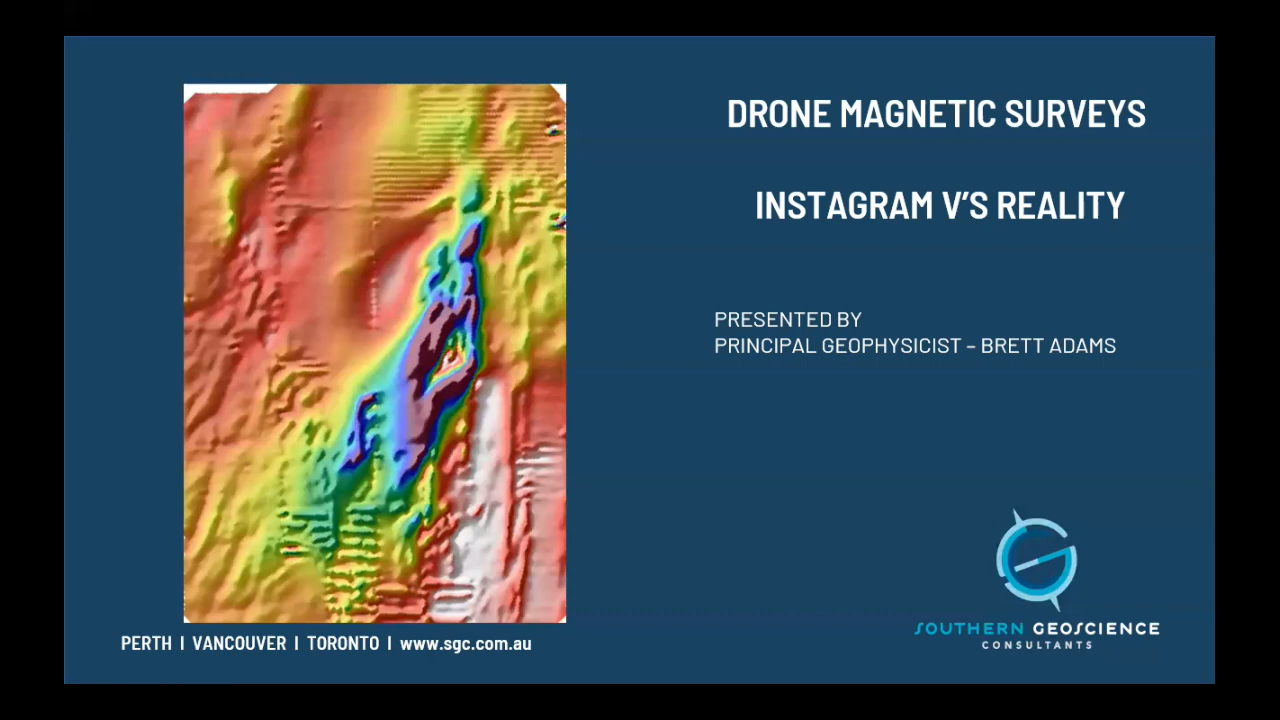 DRONE MAGNETIC SURVEYS
INSTAGRAM V'S REALITY
PRESENTED BY
PRINCIPAL GEOPHYSICIST – BRETT ADAMS
SOUTHERN GEOSCIENCE
CONSULTANTS
PERTH I VANCOUVER I TORONTO I www.sgc.com.au